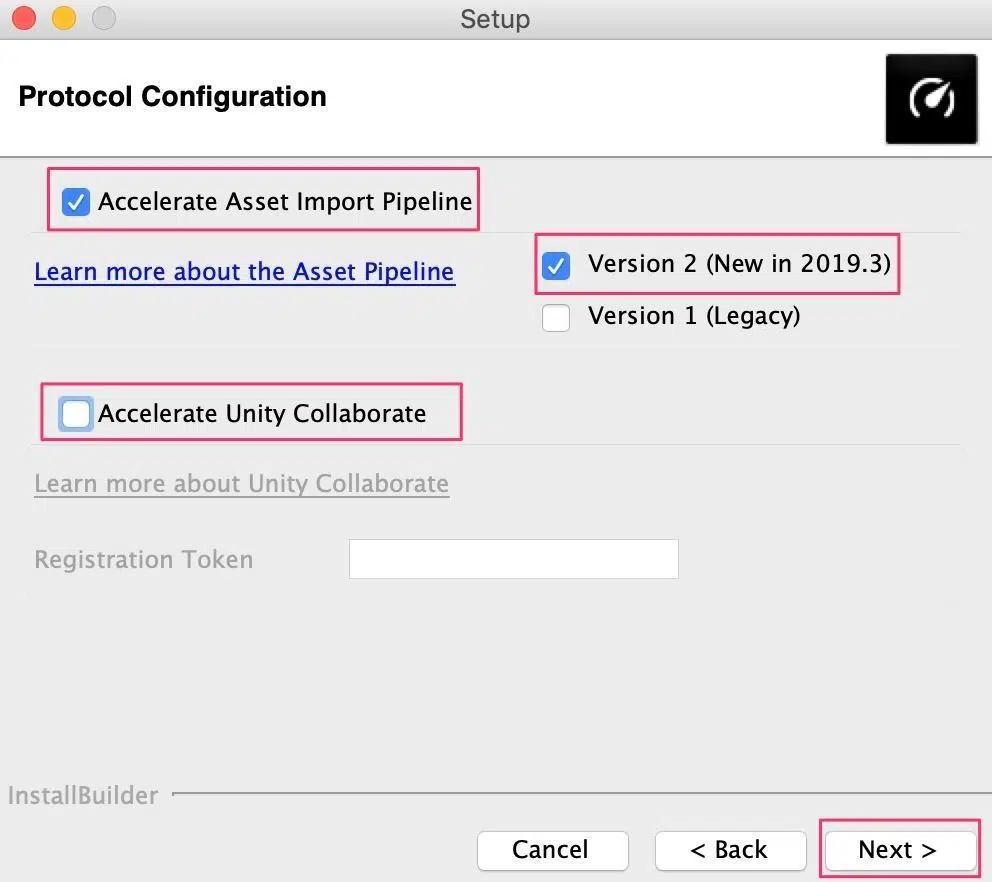 Setup
Protocol Configuration
Accelerate Asset Import Pipeline
Learn more about the Asset Pipeline
Version 2 (New in 2019.3)
Version 1 (Legacy)
Accelerate Unity Collaborate
Learn more about Unity Collaborate
Registration Token
InstallBuilder
Cancel
< Back
Next >